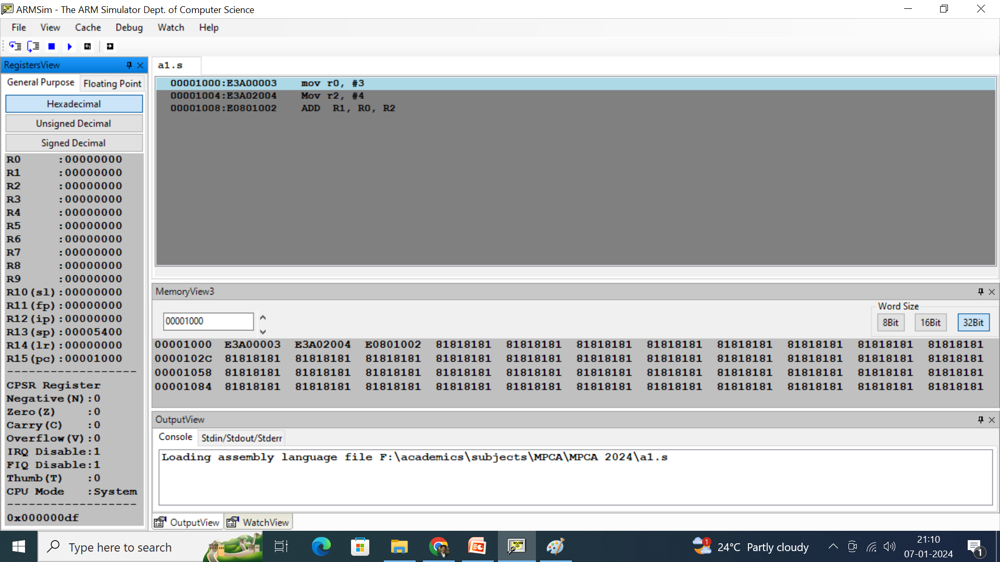 ARMSim - The ARM Simulator Dept. of Computer Science
File View Cache Debug Watch Help
RegistersView
General Purpose Floating Point
Hexadecimal
Unsigned Decimal
Signed Decimal
R0 :00000000
R1 :00000000
R2 :00000000
R3 :00000000
R4 :00000000
R5 :00000000
R6 :00000000
R7 :00000000
R8 :00000000
R9 :00000000
R10(sl):00000000
R11(fp):00000000
R12(ip):00000000
R13(sp):00005400
R14(lr):00000000
R15(pc):00001000
-------------------
CPSR Register
Negative(N):0
Zero(Z) :0
Carry(C) :0
Overflow(V):0
IRQ Disable:1
FIQ Disable:1
Thumb(T) :0
CPU Mode :System
-------------------
0x000000df
a1.s
00001000:E3A00003 mov r0, #3
00001004:E3A02004 Mov r2, #4
00001008:E0801002 ADD R1, R0, R2
MemoryView3
00001000
Word Size
8Bit 16Bit 32Bit
00001000 E3A00003 E3A02004 E0801002 81818181 81818181 81818181 81818181 81818181 81818181 81818181 81818181
0000102C 81818181 81818181 81818181 81818181 81818181 81818181 81818181 81818181 81818181 81818181 81818181
00001058 81818181 81818181 81818181 81818181 81818181 81818181 81818181 81818181 81818181 81818181 81818181
00001084 81818181 81818181 81818181 81818181 81818181 81818181 81818181 81818181 81818181 81818181 81818181
OutputView
Console Stdin/Stdout/Stderr
Loading assembly language file F:\academics\subjects\MPCA\MPCA 2024\a1.s
OutputView WatchView
Type here to search
1
24°C Partly cloudy
21:10
07-01-2024
1